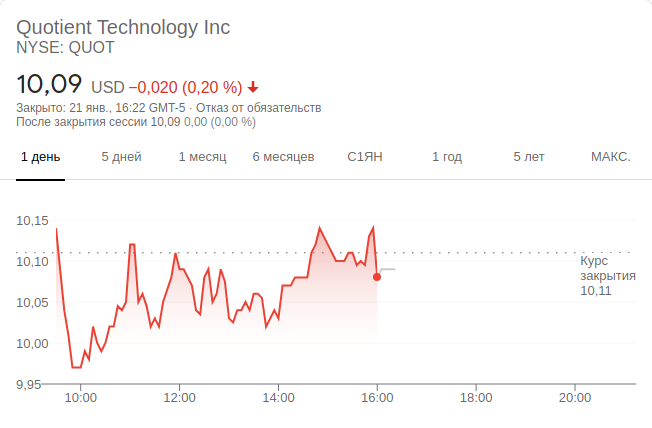 Quotient Technology Inc
NYSE: QUOT
10,09 USD −0,020 (0,20 %)
Закрыто: 21 янв., 16:22 GMT-5 · Отказ от обязательств
После закрытия сессии 10,09 0,00 (0,00 %)
1 день 5 дней 1 месяц 6 месяцев С1ЯН 1 год 5 лет МАКС.
10,15
10,10
Курс
закрытия
10,11
10,05
10,00
9,95
10:00 12:00 14:00 16:00 18:00 20:00